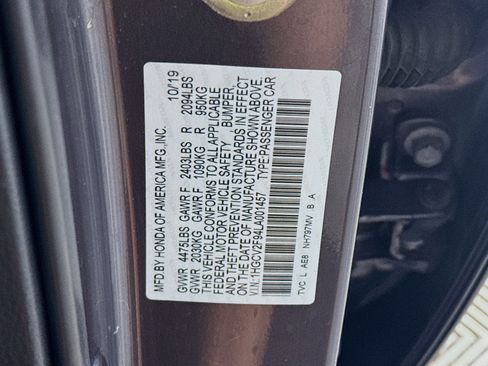 MFD.BY HONDA OF AMERICA MFG.,INC. 10/19
GVWR 4475LBS GAWR F 2403LBS R 2094LBS
GVWR 2030KG GAWR F 1090KG R 950KG
THIS VEHICLE CONFORMS TO ALL APPLICABLE
FEDERAL MOTOR VEHICLE SAFETY , BUMPER,
AND THEFT PREVENTION STANDARDS IN EFFECT
ON THE DATE OF MANUFACTURE SHOWN ABOVE.
V.I.N: 1HGCV2F94LA001457 TYPE:PASSENGER CAR
TVC L AE8 NH797MV B A